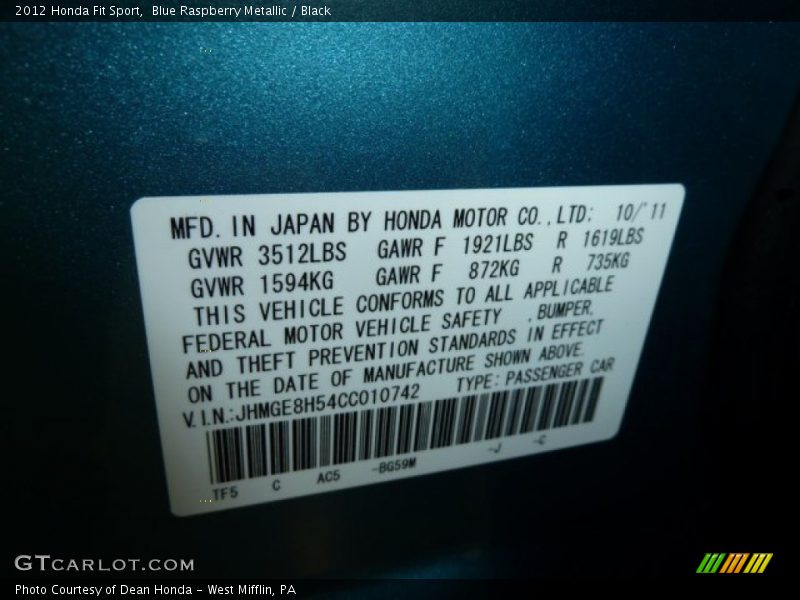 2012 Honda Fit Sport, Blue Raspberry Metallic / Black
MFD. IN JAPAN BY HONDA MOTOR CO., LTD: 10/'11
GVWR 3512LBS GAWR F 1921LBS R 1619LBS
GVWR 1594KG GAWR F 872KG R 735KG
THIS VEHICLE CONFORMS TO ALL APPLICABLE
FEDERAL MOTOR VEHICLE SAFETY , BUMPER,
AND THEFT PREVENTION STANDARDS IN EFFECT
ON THE DATE OF MANUFACTURE SHOWN ABOVE.
V.I.N.:JHMGE8H54CC010742 TYPE: PASSENGER CAR
TF5 C AC5 -BG59M -J -C
GTCARLOT.COM
Photo Courtesy of Dean Honda - West Mifflin, PA